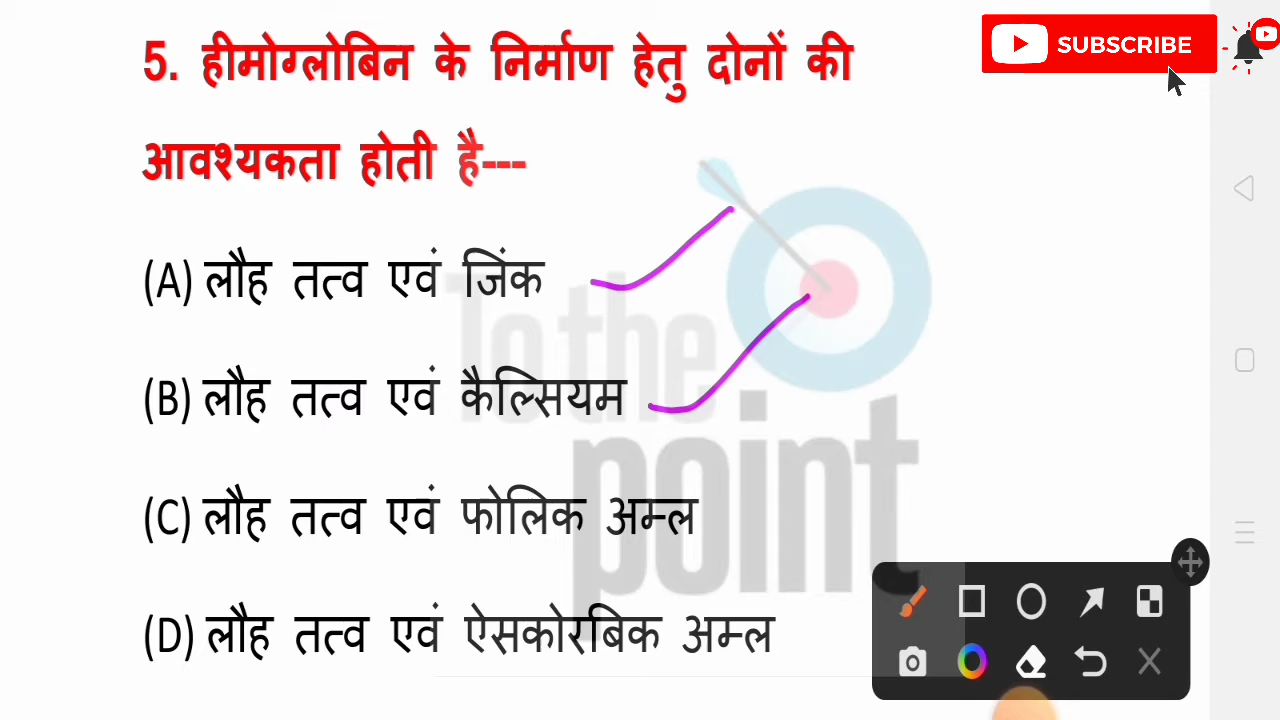 5. हीमोग्लोबिन के निर्माण हेतु दोनों की
आवश्यकता होती है---
(A) लौह तत्व एवं जिंक
(B) लौह तत्व एवं कैल्सियम
(C) लौह तत्व एवं फोलिक अम्ल
(D) लौह तत्व एवं ऐसकोरबिक अम्ल
SUBSCRIBE
To the
point